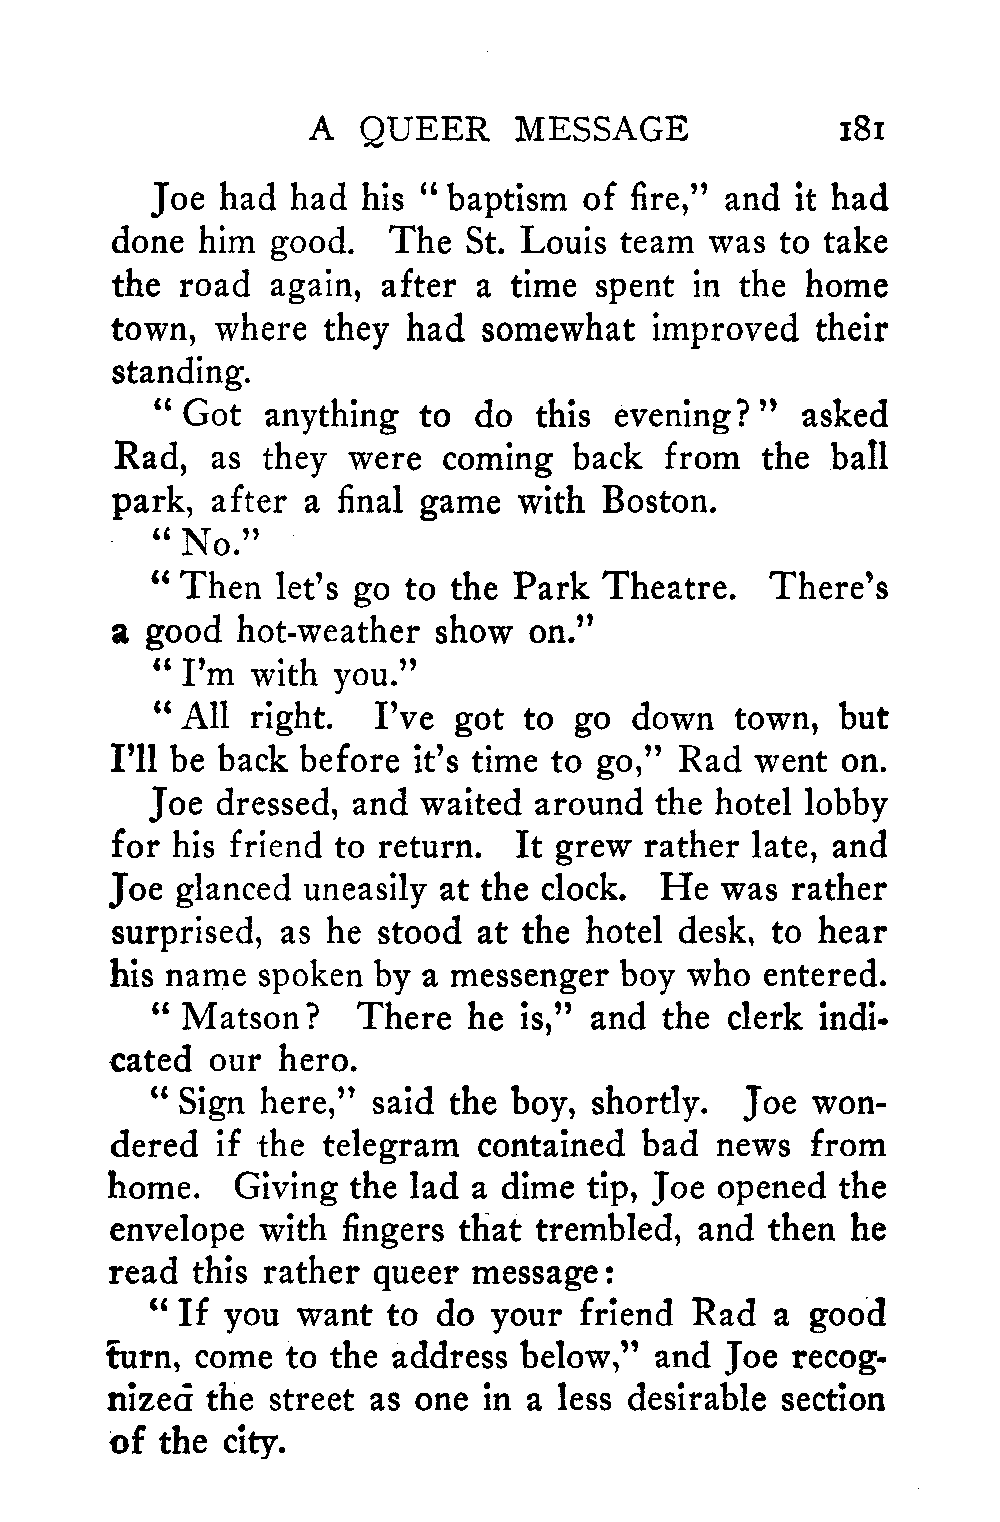 A QUEER MESSAGE 181
Joe had had his “ baptism of fire,” and it had
done him good. The St. Louis team was to take
the road again, after a time spent in the home
town, where they had somewhat improved their
standing.
“ Got anything to do this evening? ” asked
Rad, as they were coming back from the ball
park, after a final game with Boston.
“ No.”
“ Then let’s go to the Park Theatre. There’s
a good hot-weather show on.”
“ I’m with you.”
“ All right. I’ve got to go down town, but
I’ll be back before it’s time to go,” Rad went on.
Joe dressed, and waited around the hotel lobby
for his friend to return. It grew rather late, and
Joe glanced uneasily at the clock. He was rather
surprised, as he stood at the hotel desk, to hear
his name spoken by a messenger boy who entered.
“ Matson? There he is,” and the clerk indi-
cated our hero.
“ Sign here,” said the boy, shortly. Joe won-
dered if the telegram contained bad news from
home. Giving the lad a dime tip, Joe opened the
envelope with fingers that trembled, and then he
read this rather queer message:
“ If you want to do your friend Rad a good
turn, come to the address below,” and Joe recog-
nized the street as one in a less desirable section
of the city.